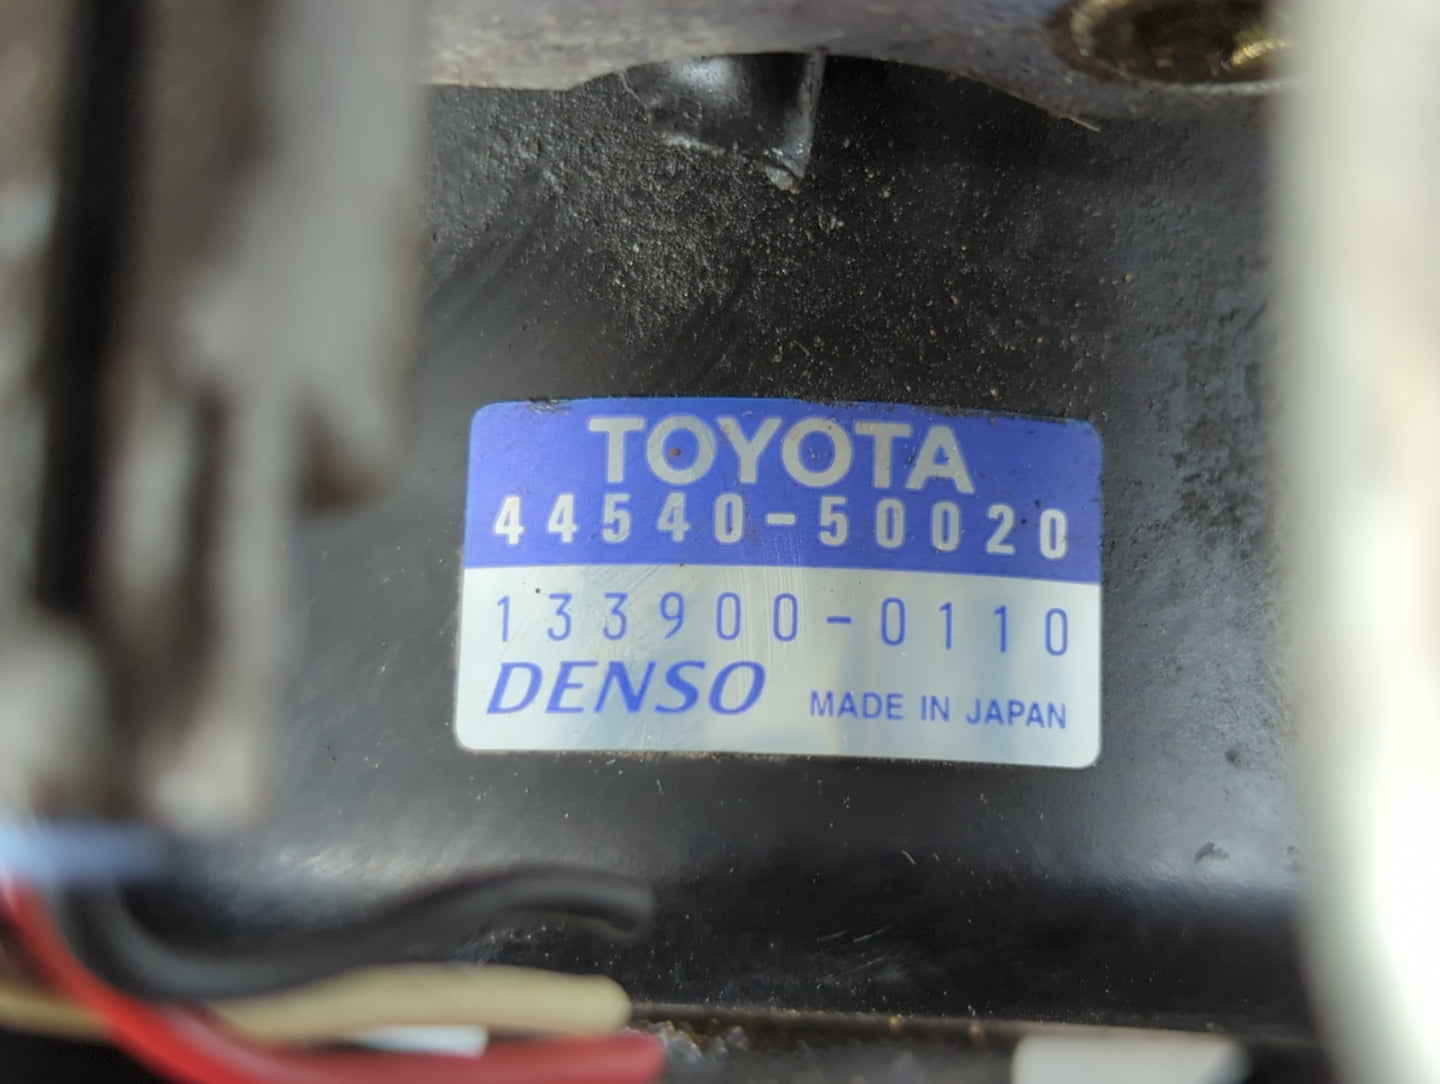 TOYOTA
44540-50020
133900-0110
DENSO MADE IN JAPAN